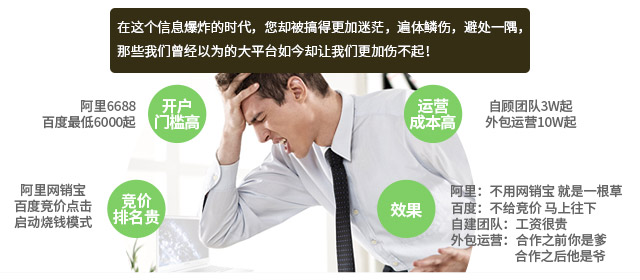 在这个信息爆炸的时代，您却被搞得更加迷茫，遍体鳞伤，避处一隅，
那些我们曾经以为的大平台如今却让我们更加伤不起！
阿里6688
百度最低6000起
开户
门槛高
运营
成本高
自顾团队3W起
外包运营10W起
阿里网销宝
百度竞价点击
启动烧钱模式
竞价
排名贵
效果
阿里：不用网销宝 就是一根草
百度：不给竞价 马上往下
自建团队：工资很贵
外包运营：合作之前你是爹
合作之后他是爷